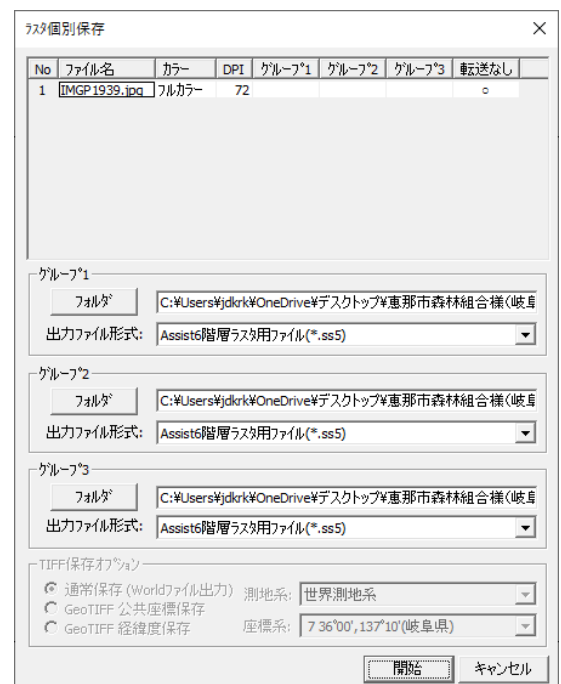 ﾗｽﾀ個別保存
No ファイル名 カラー DPI ｸﾞﾙｰﾌﾟ1 ｸﾞﾙｰﾌﾟ2 ｸﾞﾙｰﾌﾟ3 転送なし
1 IMGP1939.jpg フルカラー 72 ○
ｸﾞﾙｰﾌﾟ1
ﾌｫﾙﾀﾞ C:¥Users¥jdkrk¥OneDrive¥デスクトップ¥恵那市森林組合様(岐阜
出力ファイル形式: Assist6階層ラスタ用ファイル(*.ss5)
ｸﾞﾙｰﾌﾟ2
ﾌｫﾙﾀﾞ C:¥Users¥jdkrk¥OneDrive¥デスクトップ¥恵那市森林組合様(岐阜
出力ファイル形式: Assist6階層ラスタ用ファイル(*.ss5)
ｸﾞﾙｰﾌﾟ3
ﾌｫﾙﾀﾞ C:¥Users¥jdkrk¥OneDrive¥デスクトップ¥恵那市森林組合様(岐阜
出力ファイル形式: Assist6階層ラスタ用ファイル(*.ss5)
TIFF保存ｵﾌﾟｼｮﾝ
通常保存 (Worldファイル出力) 測地系: 世界測地系
GeoTIFF 公共座標保存
GeoTIFF 経緯度保存 座標系: 7 36°00',137°10'(岐阜県)
開始 キャンセル